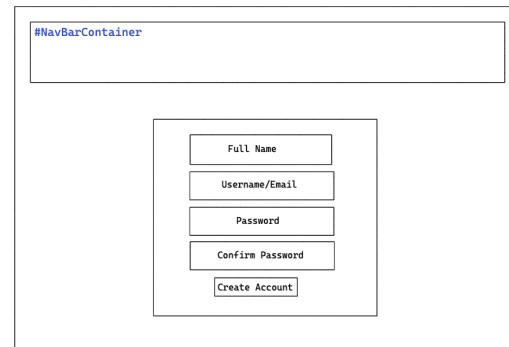 #NavBarContainer
Full Name
Username/Email
Password
Confirm Password
Create Account